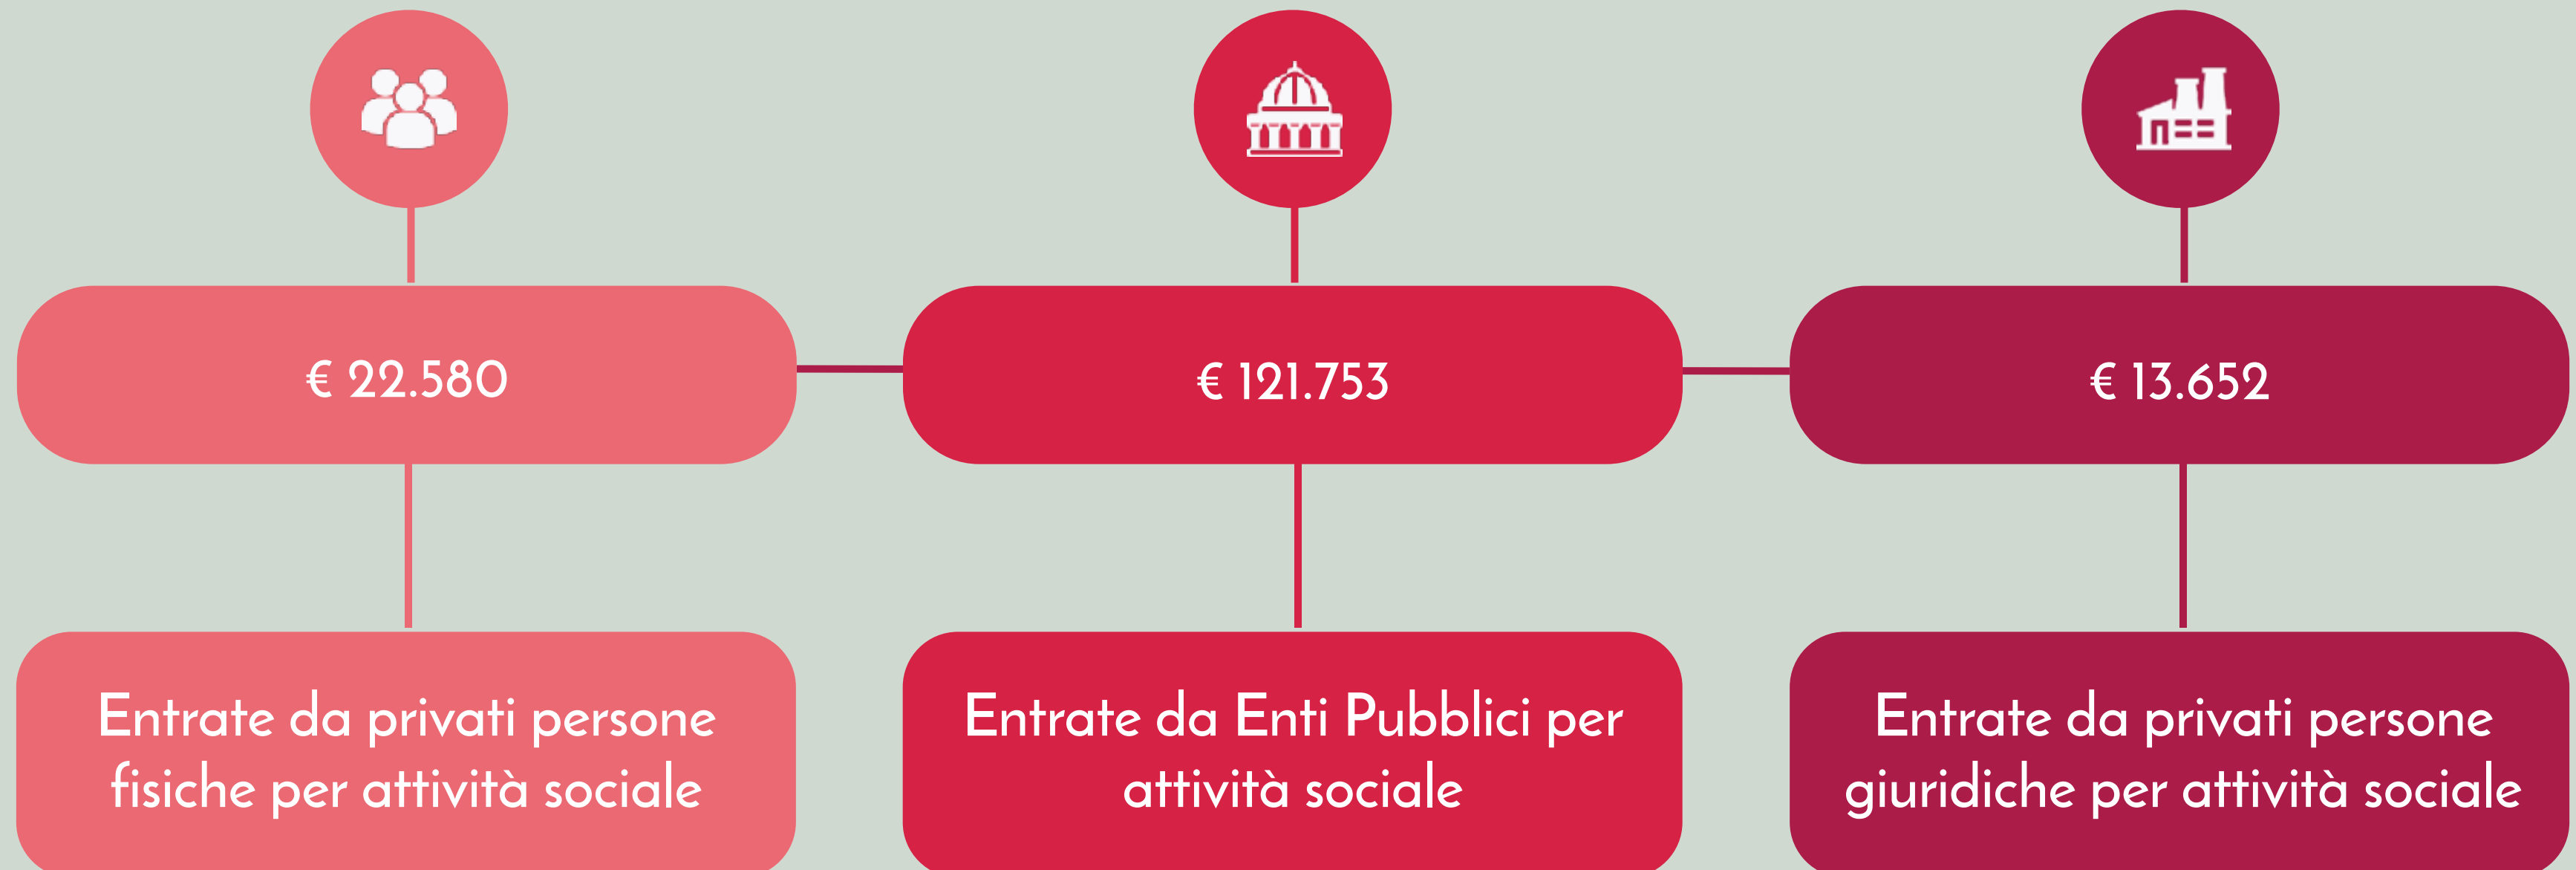 € 22.580
€ 121.753
€ 13.652
Entrate da privati persone
fisiche per attività sociale
Entrate da Enti Pubblici per
attività sociale
Entrate da privati persone
giuridiche per attività sociale